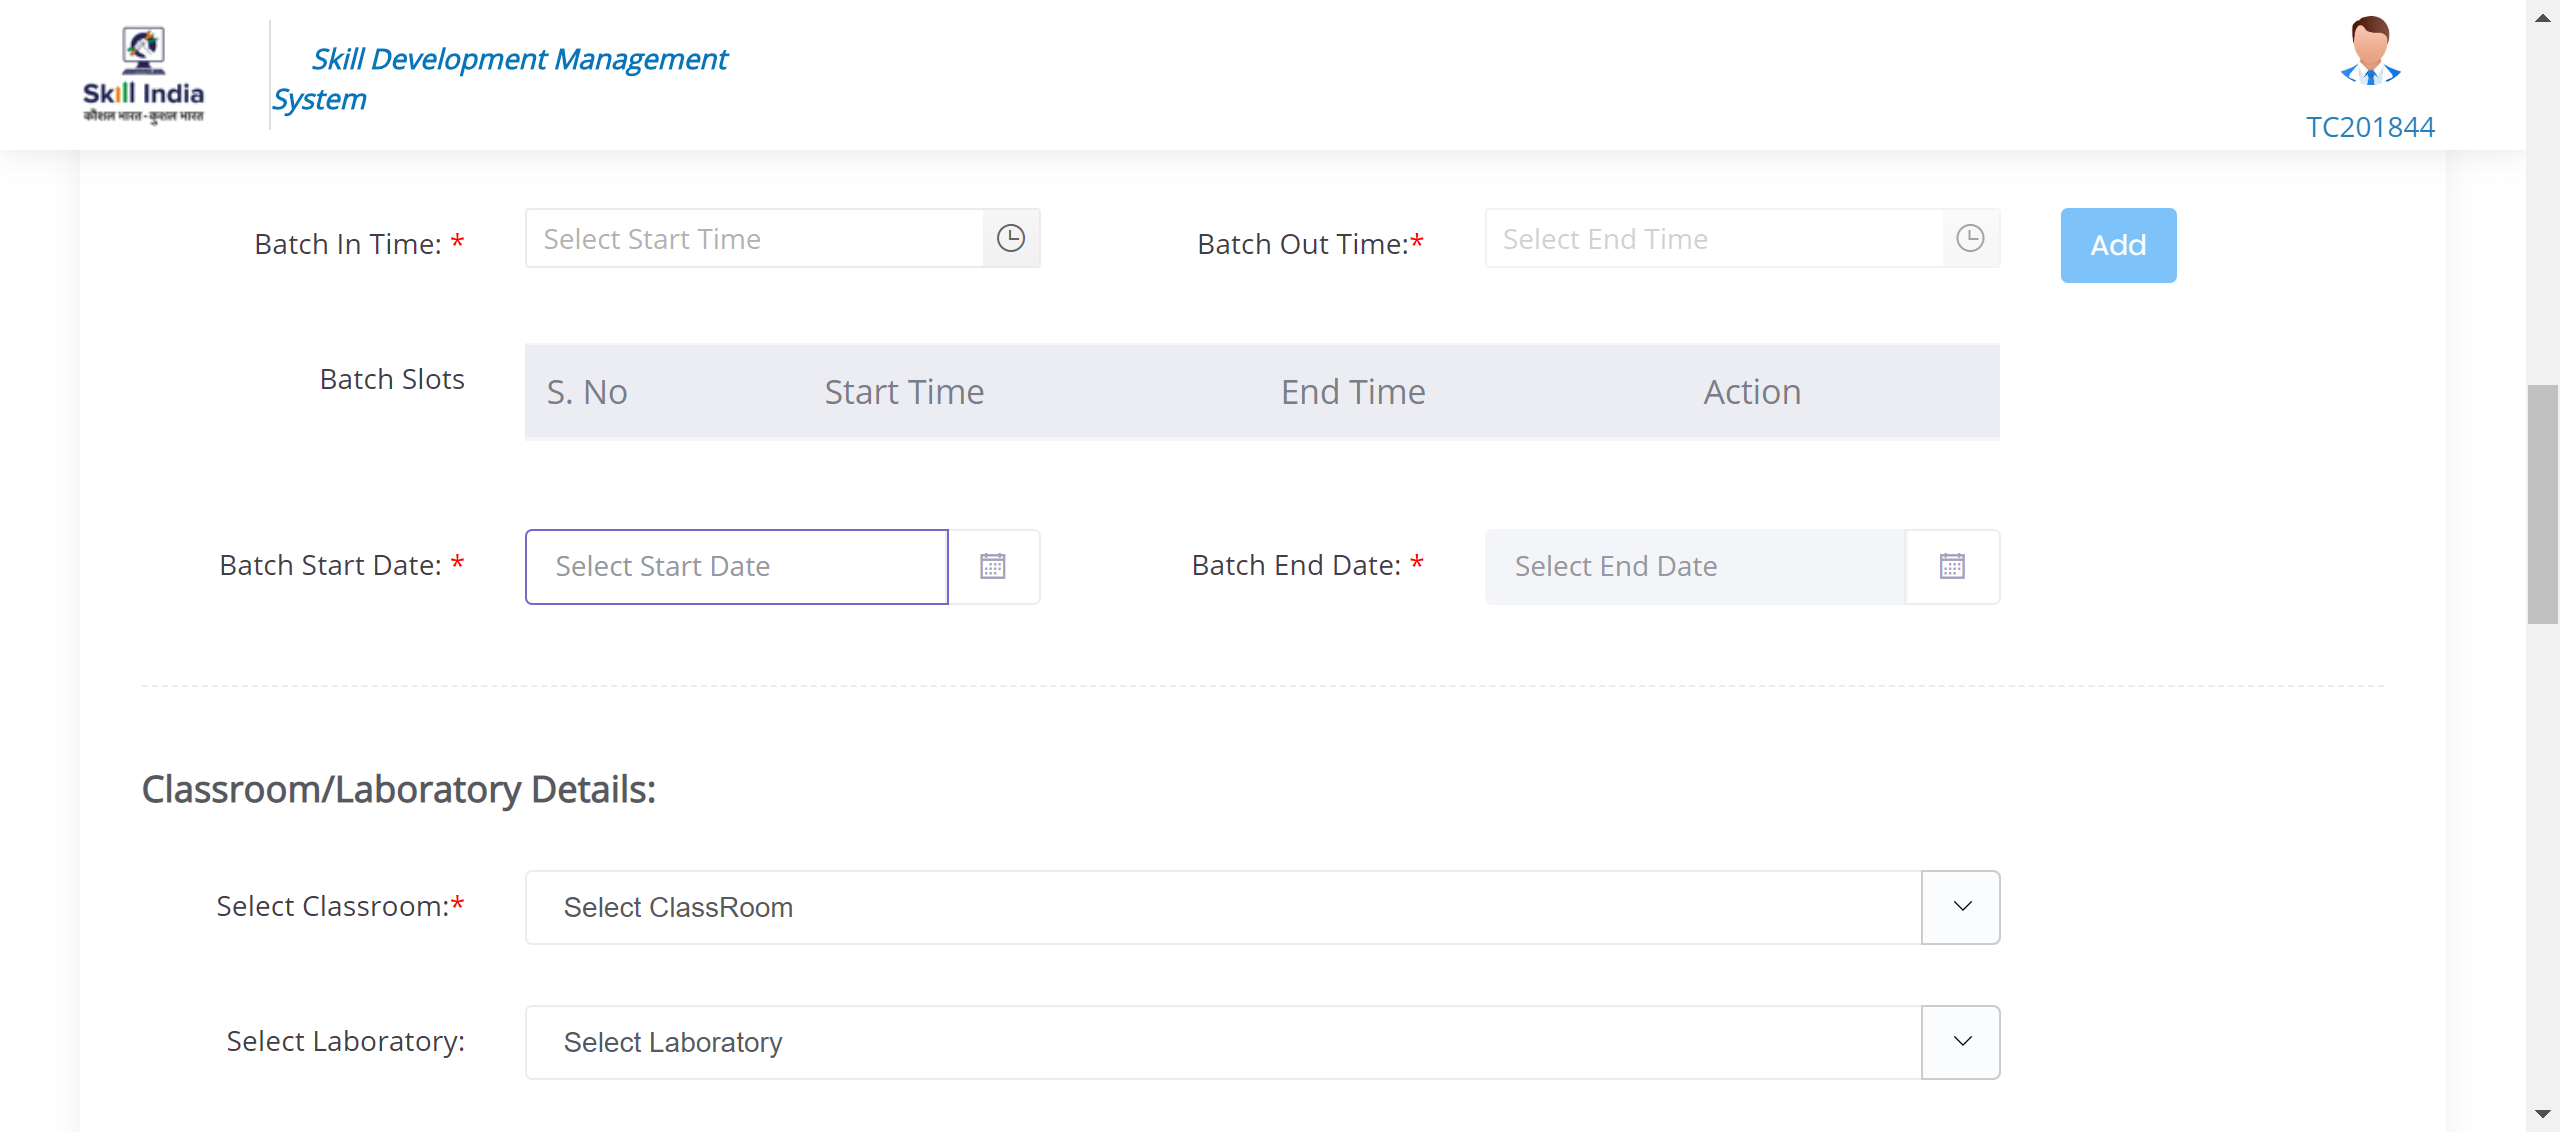 Skill India
कौशल भारत - कुशल भारत
Skill Development Management
System
TC201844
Batch In Time: *
Select Start Time
Batch Out Time:*
Select End Time
Add
Batch Slots
S. No Start Time End Time Action
Batch Start Date: *
Select Start Date
Batch End Date: *
Select End Date
Classroom/Laboratory Details:
Select Classroom:*
Select ClassRoom
Select Laboratory:
Select Laboratory